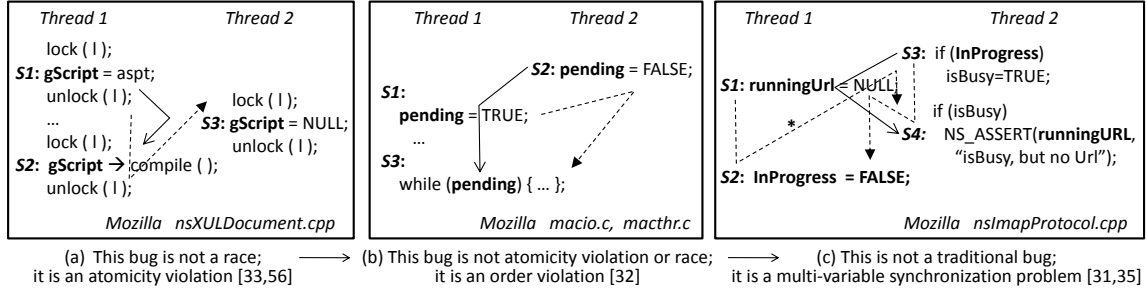 Thread 1 Thread 2
lock ( l );
S1: gScript = aspt;
unlock ( l );
...
lock ( l );
S2: gScript → compile ( );
unlock ( l );
lock ( l );
S3: gScript = NULL;
unlock ( l );
Mozilla nsXULDocument.cpp
(a) This bug is not a race;
it is an atomicity violation [33,56]
Thread 1 Thread 2
S2: pending = FALSE;
S1:
pending = TRUE;
...
S3:
while (pending) { ... };
Mozilla macio.c, macthr.c
(b) This bug is not atomicity violation or race;
it is an order violation [32]
Thread 1 Thread 2
S3: if (InProgress)
isBusy=TRUE;
S1: runningUrl = NULL;
*
if (isBusy)
S4: NS_ASSERT(runningURL,
“isBusy, but no Url”);
S2: InProgress = FALSE;
Mozilla nsImapProtocol.cpp
(c) This is not a traditional bug;
it is a multi-variable synchronization problem [31,35]